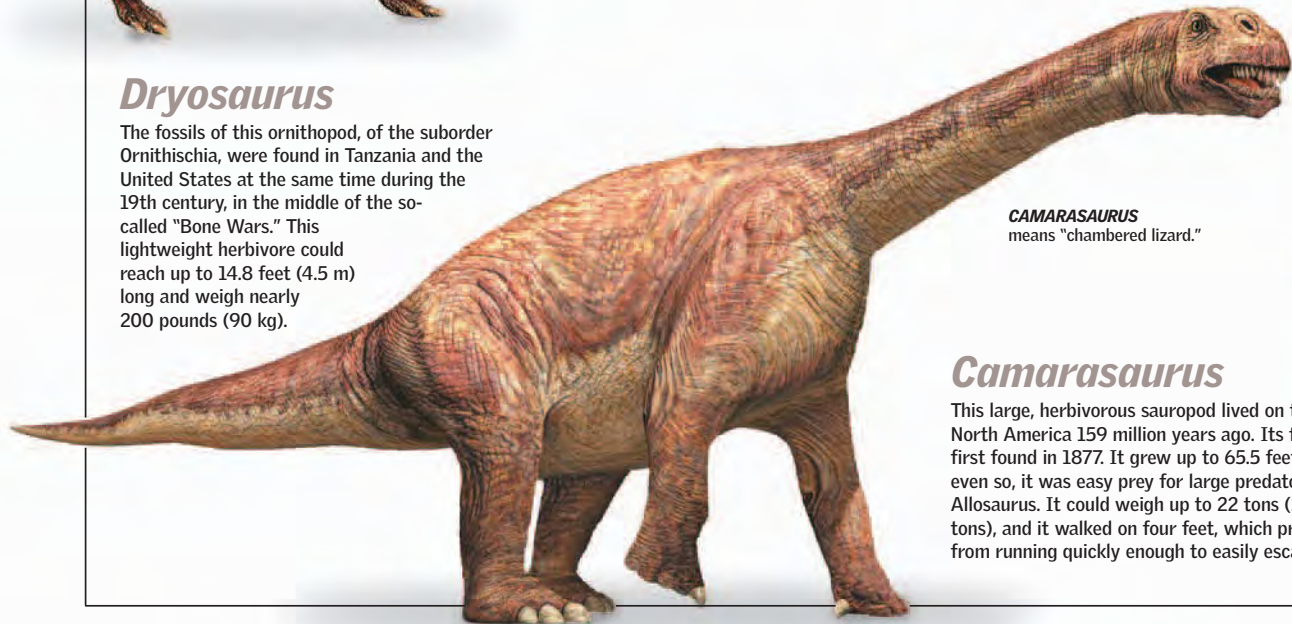 Dryosaurus
The fossils of this ornithopod, of the suborder
Ornithischia, were found in Tanzania and the
United States at the same time during the
19th century, in the middle of the so-
called "Bone Wars." This
lightweight herbivore could
reach up to 14.8 feet (4.5 m)
long and weigh nearly
200 pounds (90 kg).
CAMARASAURUS
means "chambered lizard."
Camarasaurus
This large, herbivorous sauropod lived on
North America 159 million years ago. Its
first found in 1877. It grew up to 65.5 feet
even so, it was easy prey for large
Allosaurus. It could weigh up to 22 tons
tons), and it walked on four feet, which
from running quickly enough to easily